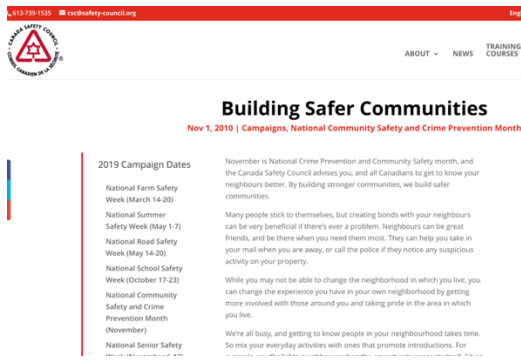 613-739-1535 csc@safety-council.org Eng
CANADA SAFETY COUNCIL
CONSEIL CANADIEN DE LA SÉCURITÉ
ABOUT NEWS TRAINING COURSES
Building Safer Communities
Nov 1, 2010 | Campaigns, National Community Safety and Crime Prevention Month
2019 Campaign Dates
National Farm Safety
Week (March 14-20)
National Summer
Safety Week (May 1-7)
National Road Safety
Week (May 14-20)
National School Safety
Week (October 17-23)
National Community
Safety and Crime
Prevention Month
(November)
National Senior Safety
November is National Crime Prevention and Community Safety month, and
the Canada Safety Council advises you, and all Canadians to get to know your
neighbours better. By building stronger communities, we build safer
communities.
Many people stick to themselves, but creating bonds with your neighbours
can be very beneficial if there's ever a problem. Neighbours can be great
friends, and be there when you need them most. They can help you take in
your mail when you are away, or call the police if they notice any suspicious
activity on your property.
While you may not be able to change the neighborhood in which you live, you
can change the experience you have in your own neighborhood by getting
more involved with those around you and taking pride in the area in which
you live.
We're all busy, and getting to know people in your neighbourhood takes time.
So mix your everyday activities with ones that promote introductions. For